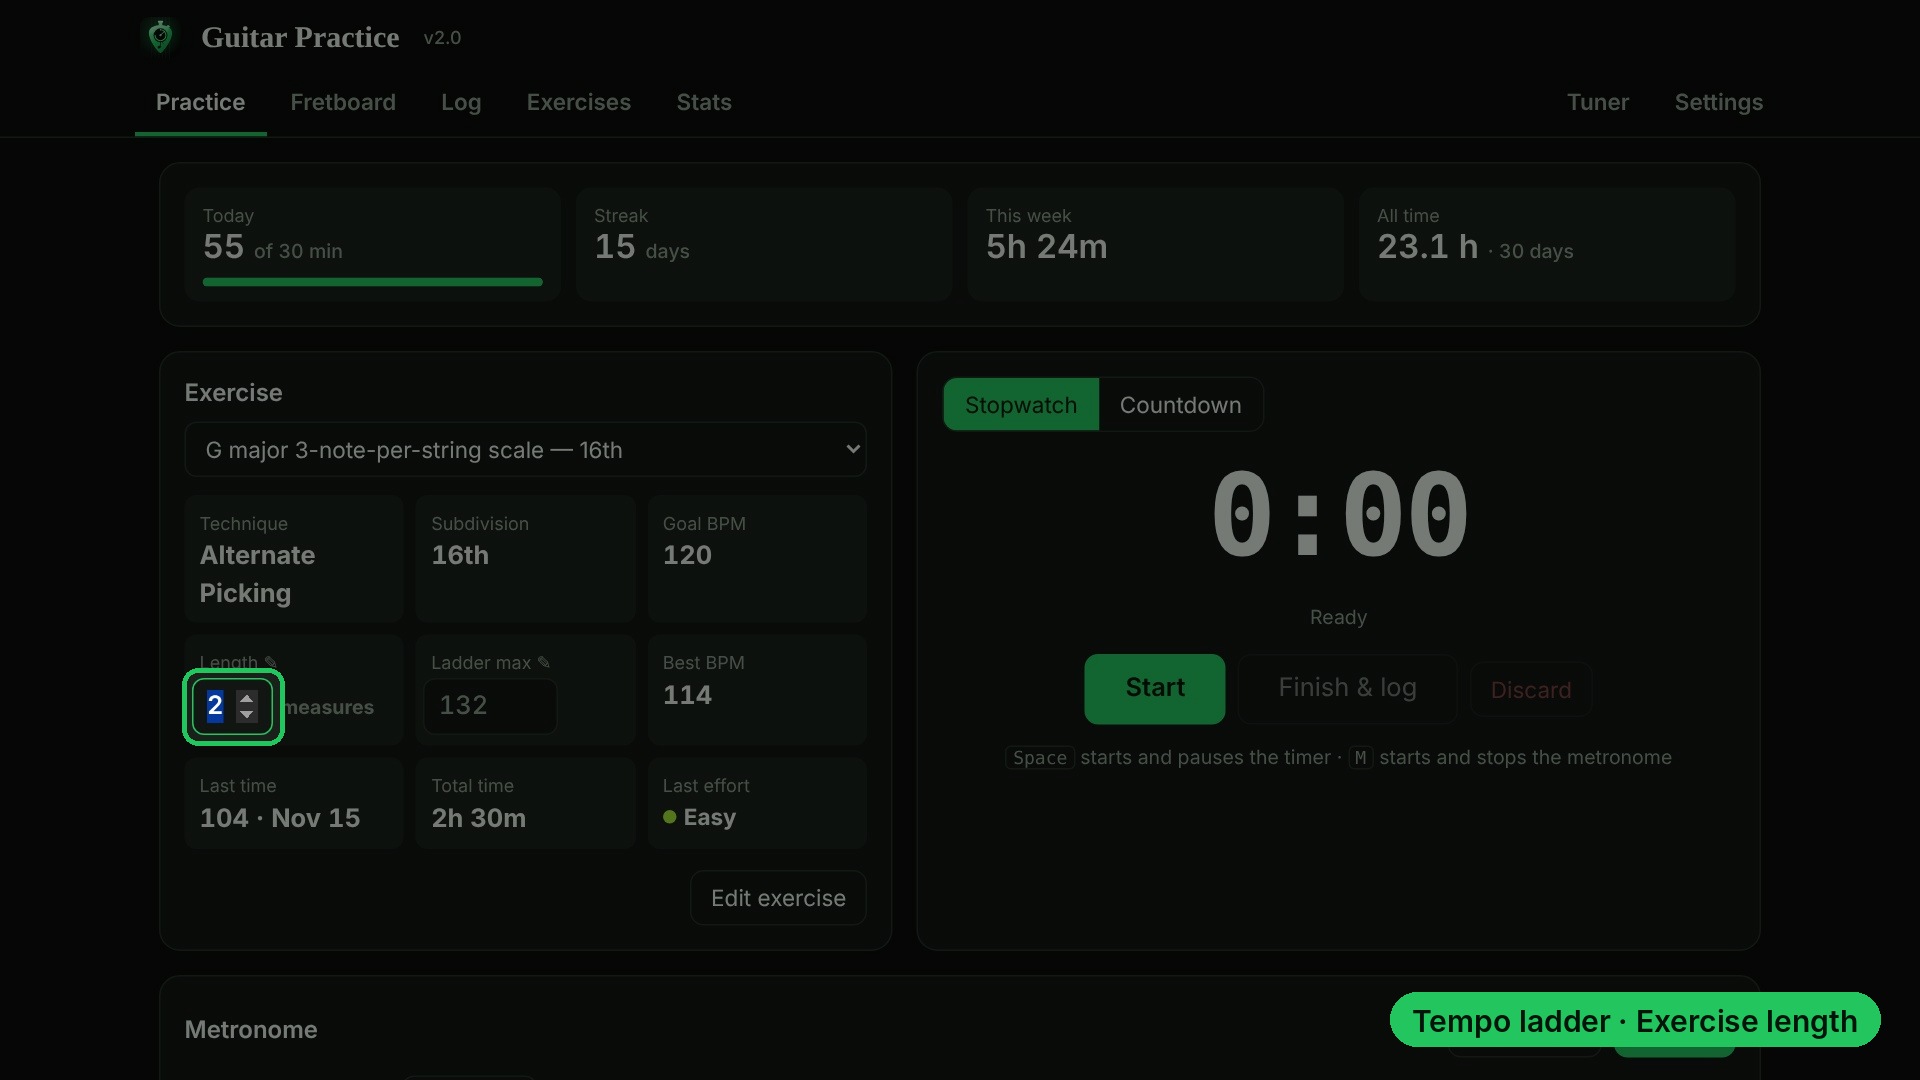 Guitar Practice v2.0
Practice Fretboard Log Exercises Stats Tuner Settings
Today
55 of 30 min
Streak
15 days
This week
5h 24m
All time
23.1 h · 30 days
Exercise
G major 3-note-per-string scale — 16th
Technique
Alternate
Picking
Subdivision
16th
Goal BPM
120
Length ✎
2 measures
Ladder max ✎
132
Best BPM
114
Last time
104 · Nov 15
Total time
2h 30m
Last effort
Easy
Edit exercise
Stopwatch Countdown
0:00
Ready
Start Finish & log Discard
Space starts and pauses the timer · M starts and stops the metronome
Metronome
Tempo ladder · Exercise length